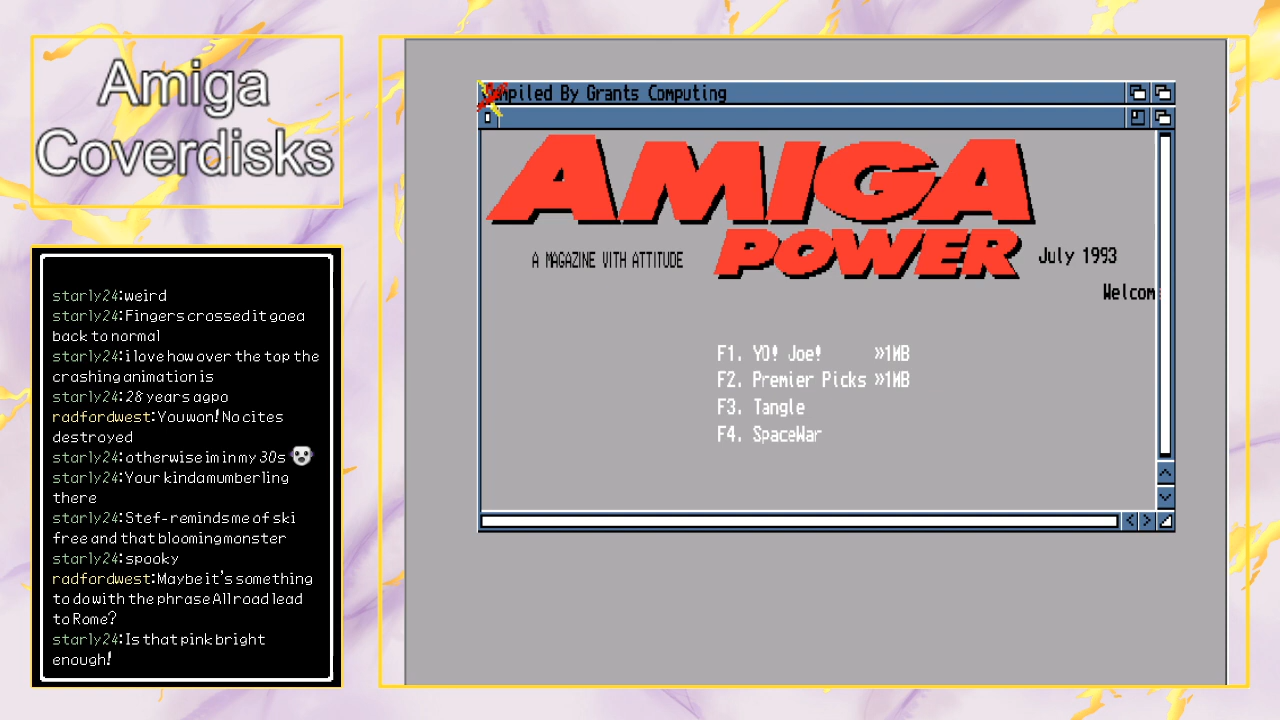 Amiga
Coverdisks
starly24:weird
starly24:Fingers crossed it goea
back to normal
starly24:i love how over the top the
crashing animation is
starly24:28 years agpo
radfordwest:You won! No cites
destroyed
starly24:otherwise im in my 30s
starly24:Your kinda mumberling
there
starly24:Stef- reminds me of ski
free and that blooming monster
starly24:spooky
radfordwest:Maybe it's something
to do with the phrase All road lead
to Rome?
starly24:Is that pink bright
enough!
mpiled By Grants Computing
AMIGA
POWER
A MAGAZINE VITH ATTITUDE
July 1993
Welcom
F1. YO! Joe! »1MB
F2. Premier Picks »1MB
F3. Tangle
F4. SpaceWar